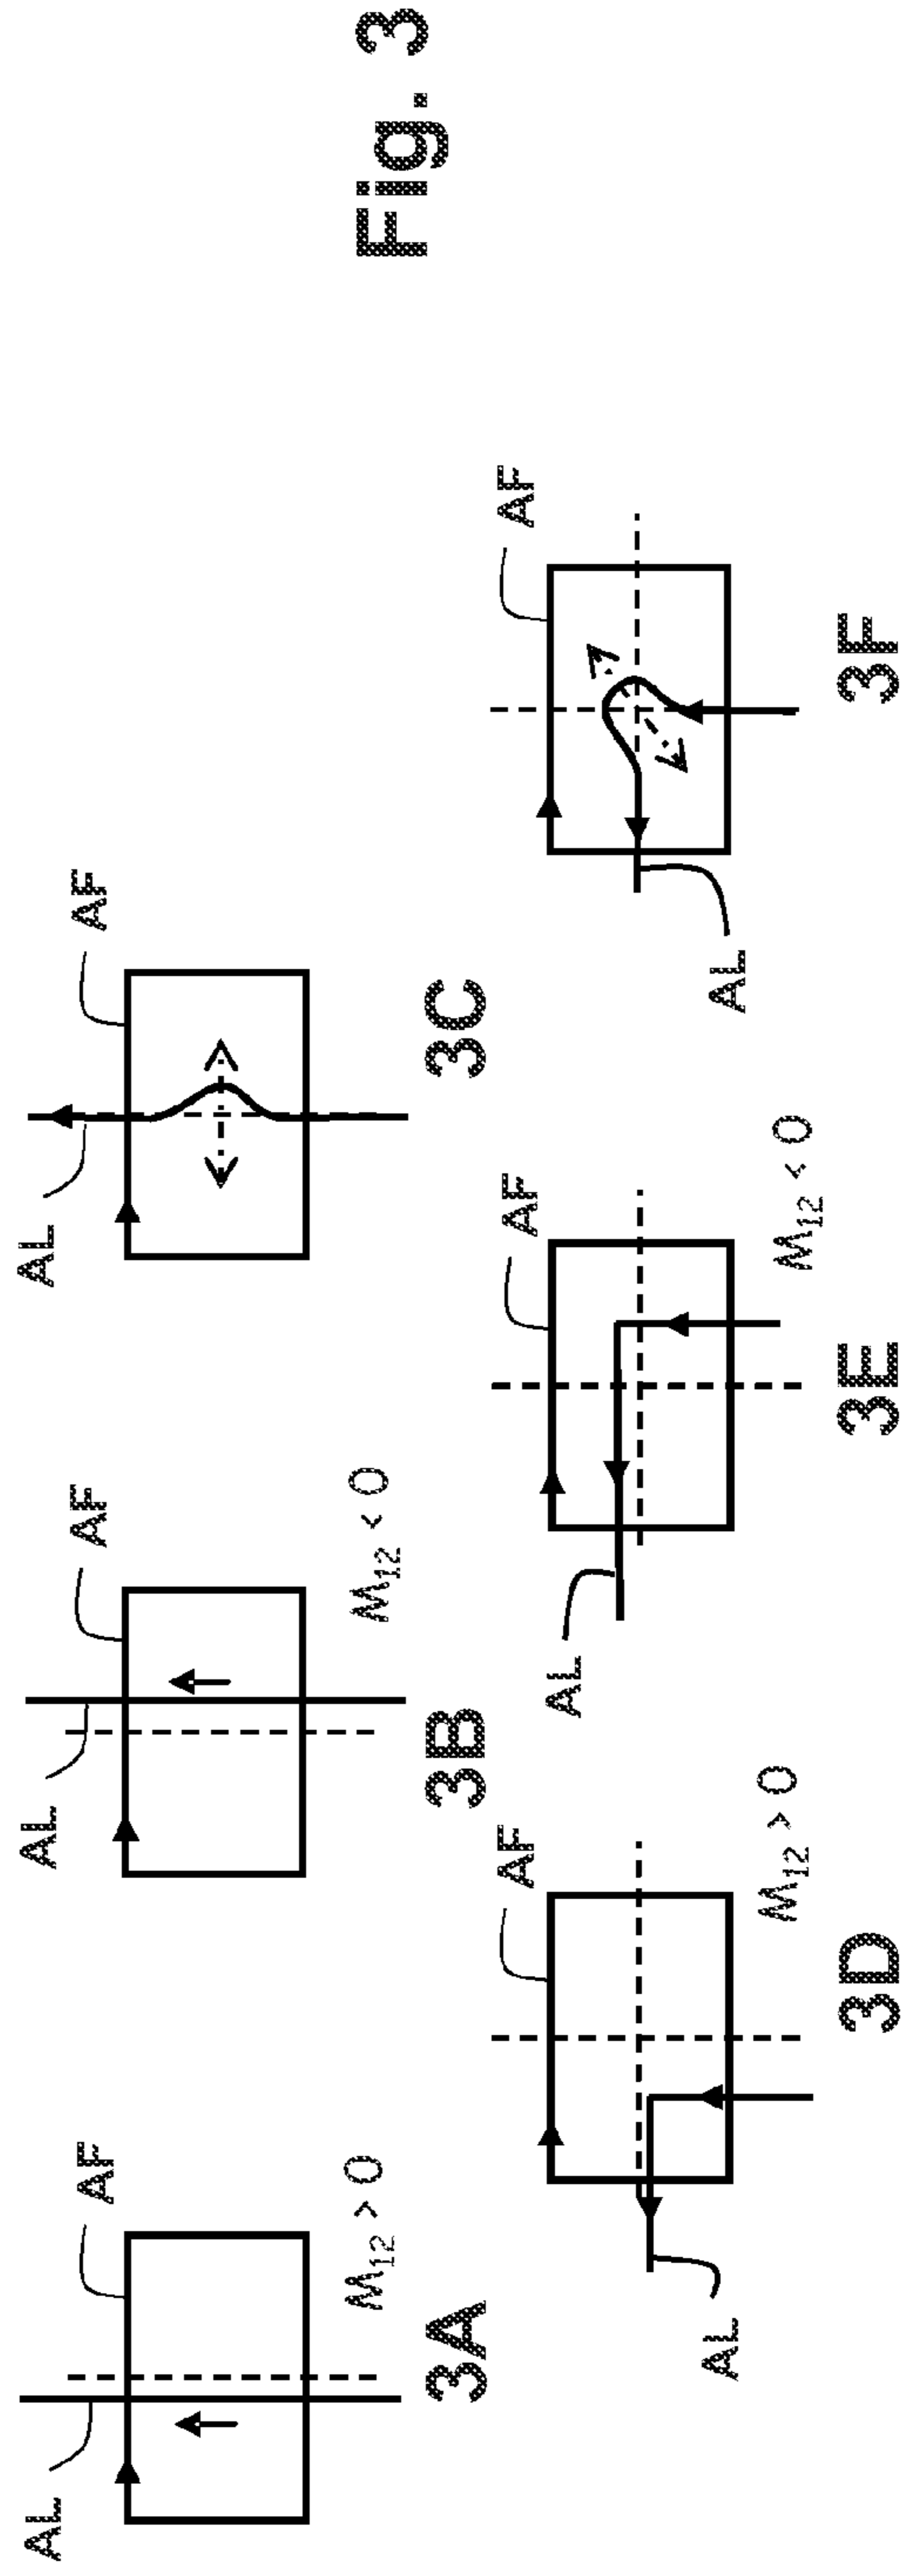 AL
AF
M₁₂ > 0
3A
AL
AF
M₁₂ < 0
3B
AL
AF
3C
AF
AL
M₁₂ > 0
3D
AF
AL
M₁₂ < 0
3E
AF
AL
3F
Fig. 3